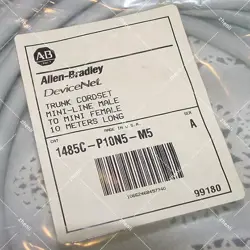 AB
Allen-Bradley
DeviceNet
TRUNK CORDSET
MINI-LINE MALE
TO MINI FEMALE
10 METERS LONG
MADE IN U.S.A.
CAT
SER
1485C-P10N5-M5
A
99180